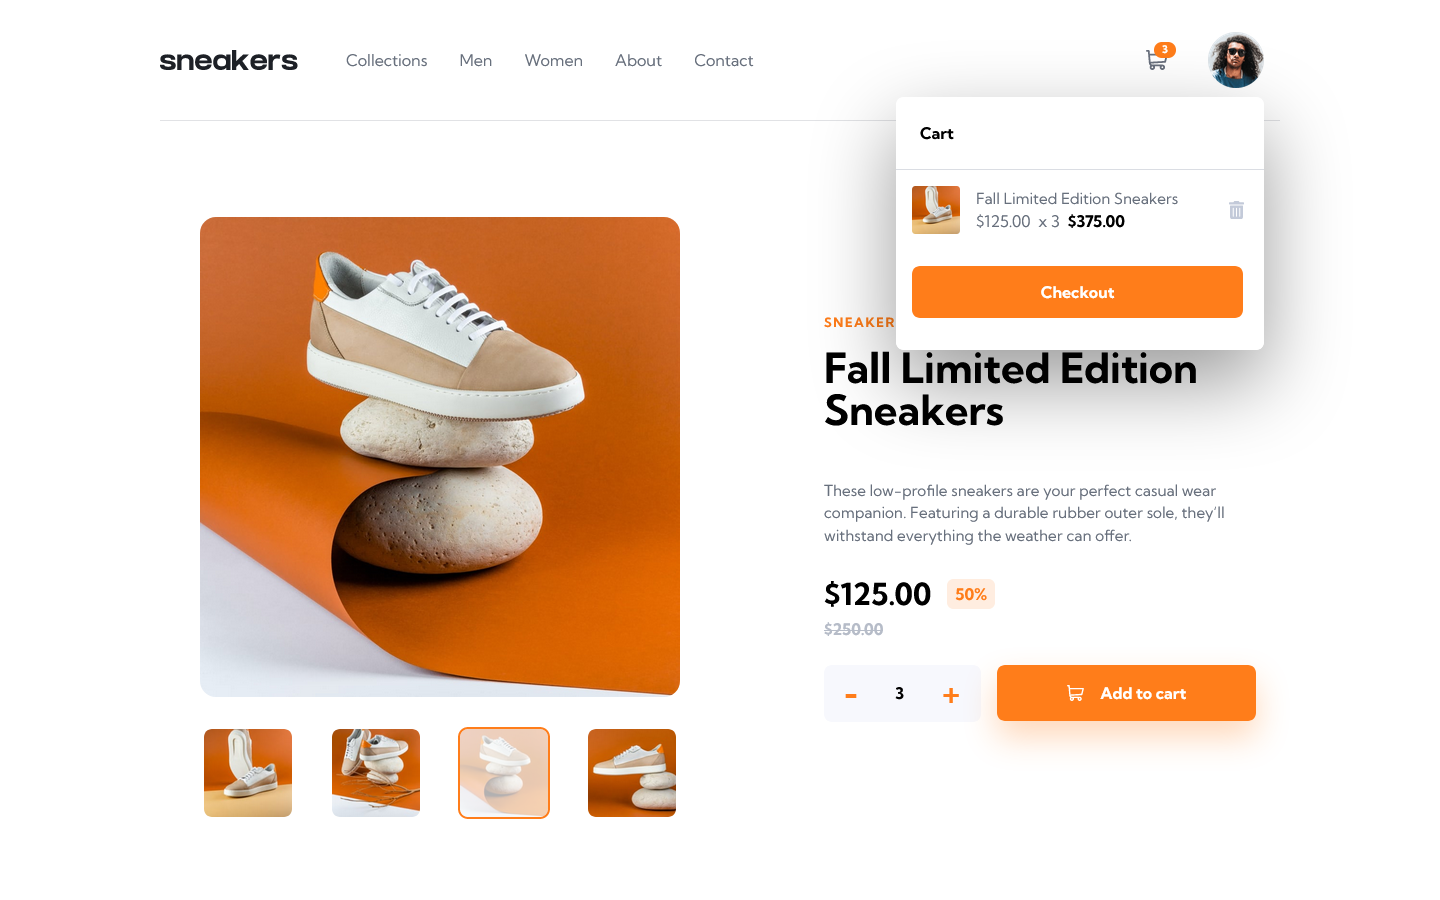 sneakers
Collections Men Women About Contact
3
Cart
Fall Limited Edition Sneakers
$125.00 x 3 $375.00
Checkout
SNEAKER
Fall Limited Edition
Sneakers
These low-profile sneakers are your perfect casual wear
companion. Featuring a durable rubber outer sole, they’ll
withstand everything the weather can offer.
$125.00 50%
$250.00
- 3 + Add to cart